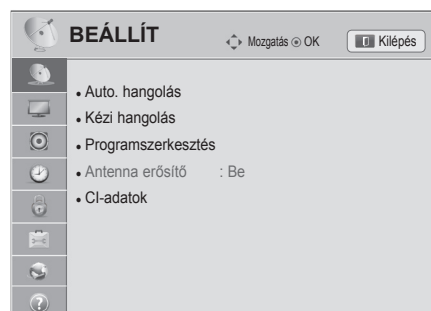 BEÁLLÍT
Mozgatás OK
Kilépés
• Auto. hangolás
• Kézi hangolás
• Programszerkesztés
• Antenna erősítő : Be
• CI-adatok